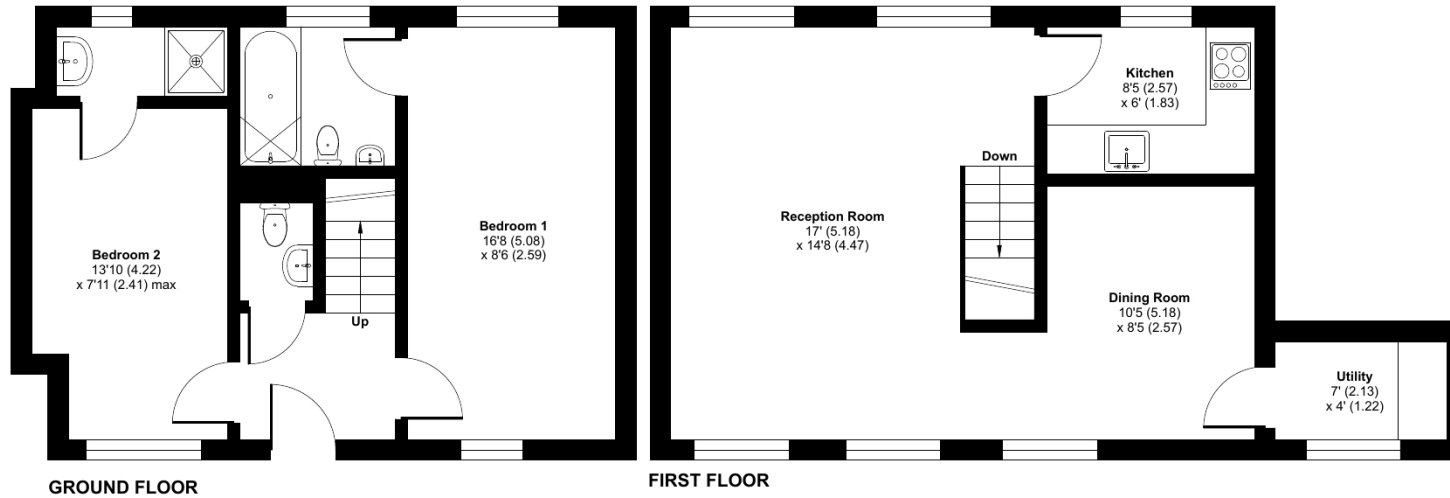 Bedroom 2
13'10 (4.22)
x 7'11 (2.41) max
Up
Bedroom 1
16'8 (5.08)
x 8'6 (2.59)
GROUND FLOOR
Reception Room
17' (5.18)
x 14'8 (4.47)
Down
Kitchen
8'5 (2.57)
x 6' (1.83)
Dining Room
10'5 (5.18)
x 8'5 (2.57)
Utility
7' (2.13)
x 4' (1.22)
FIRST FLOOR